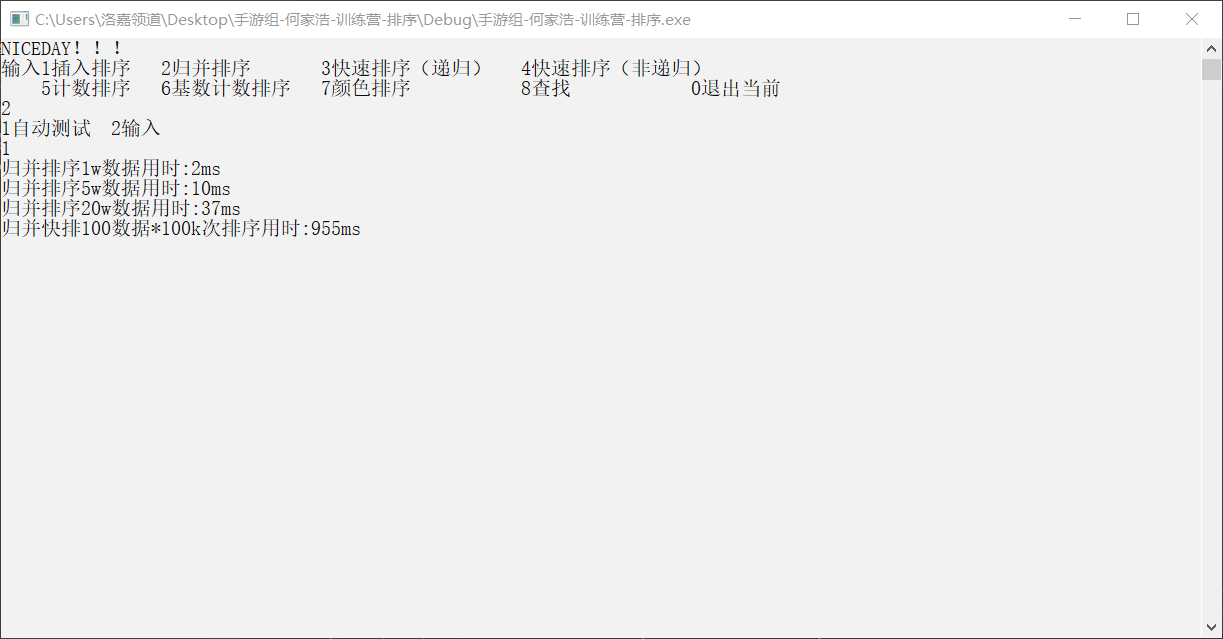 C:\Users\洛嘉领道\Desktop\手游组-何家浩-训练营-排序\Debug\手游组-何家浩-训练营-排序.exe
NICEDAY！！！
输入1插入排序   2归并排序       3快速排序（递归）   4快速排序（非递归）
    5计数排序   6基数计数排序   7颜色排序           8查找            0退出当前
2
1自动测试  2输入
1
归并排序1w数据用时:2ms
归并排序5w数据用时:10ms
归并排序20w数据用时:37ms
归并快排100数据*100k次排序用时:955ms